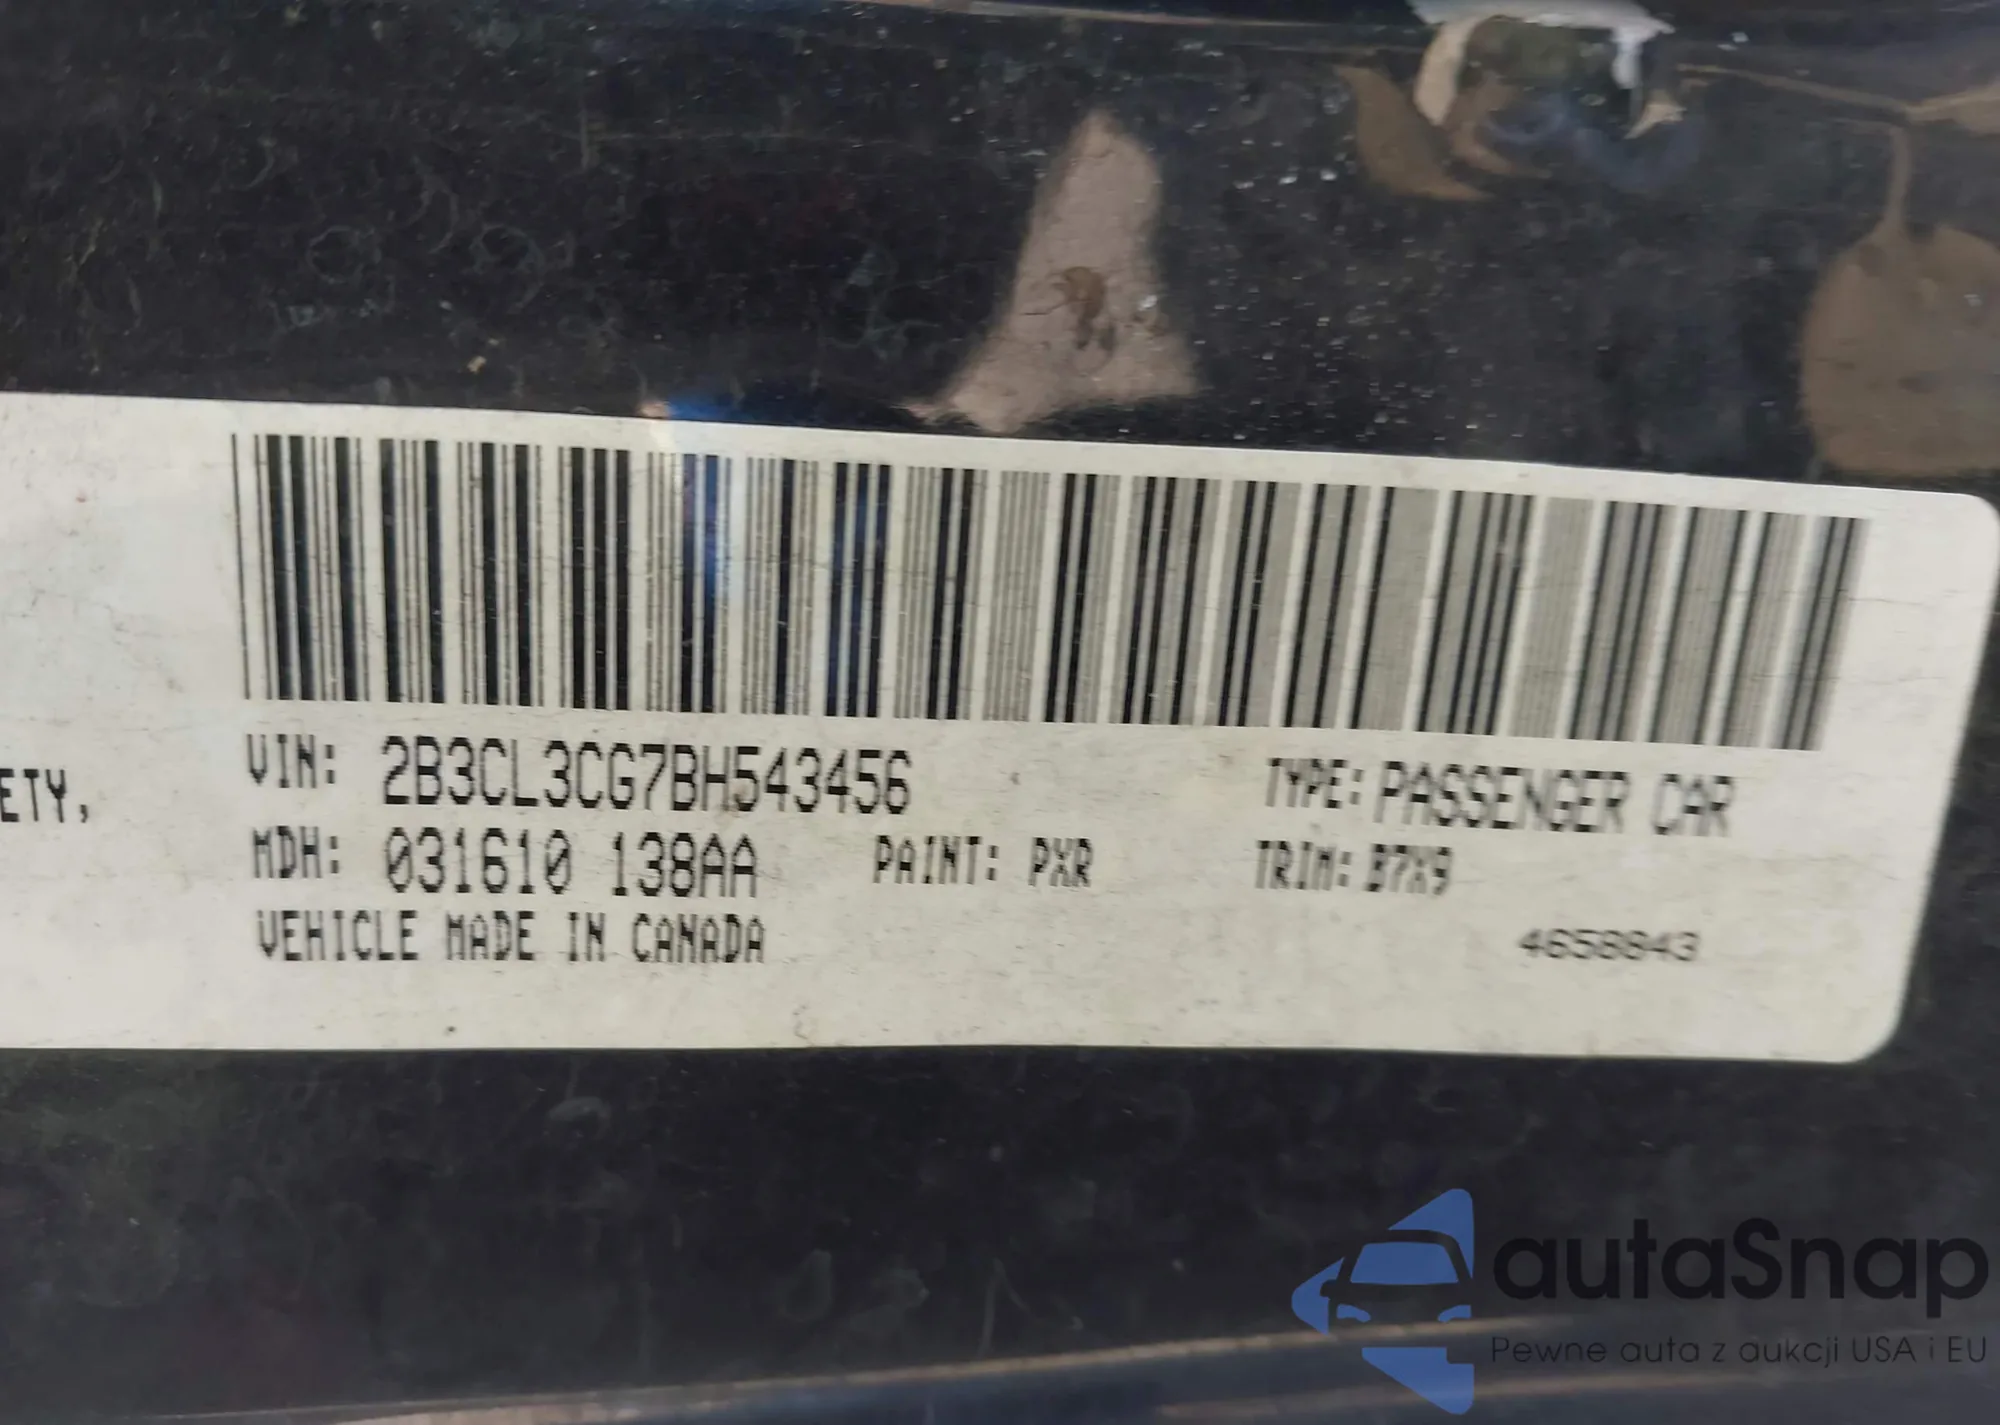 ETY,
VIN: 2B3CL3CG7BH543456
TYPE: PASSENGER CAR
MDH: 031610 138AA
PAINT: PXR
TRIM: B7X9
VEHICLE MADE IN CANADA
4658843
autaSnap
Pewne auta z aukcji USA i EU